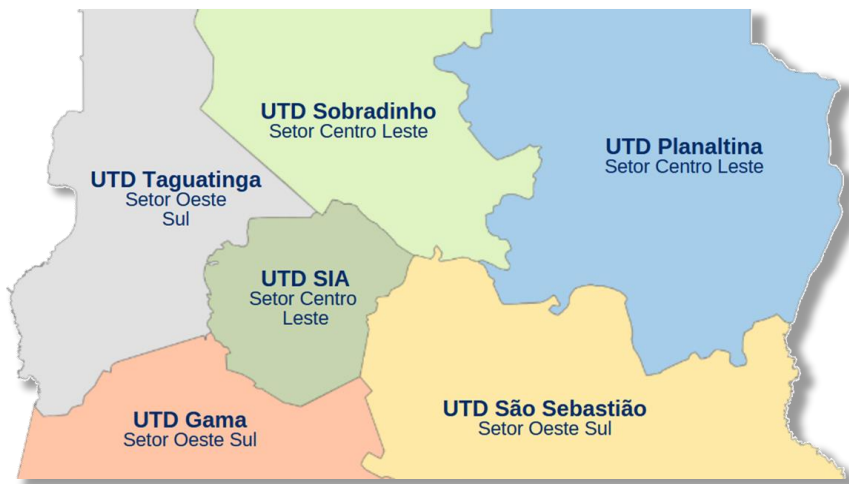 UTD Sobradinho
Setor Centro Leste
UTD Planaltina
Setor Centro Leste
UTD Taguatinga
Setor Oeste
Sul
UTD SIA
Setor Centro
Leste
UTD Gama
Setor Oeste Sul
UTD São Sebastião
Setor Oeste Sul